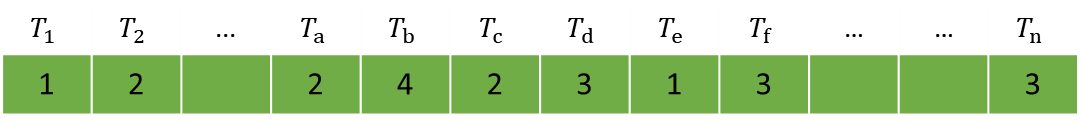 T1 T2 ... Ta Tb Tc Td Te Tf ... ... Tn
1 2 2 4 2 3 1 3 3